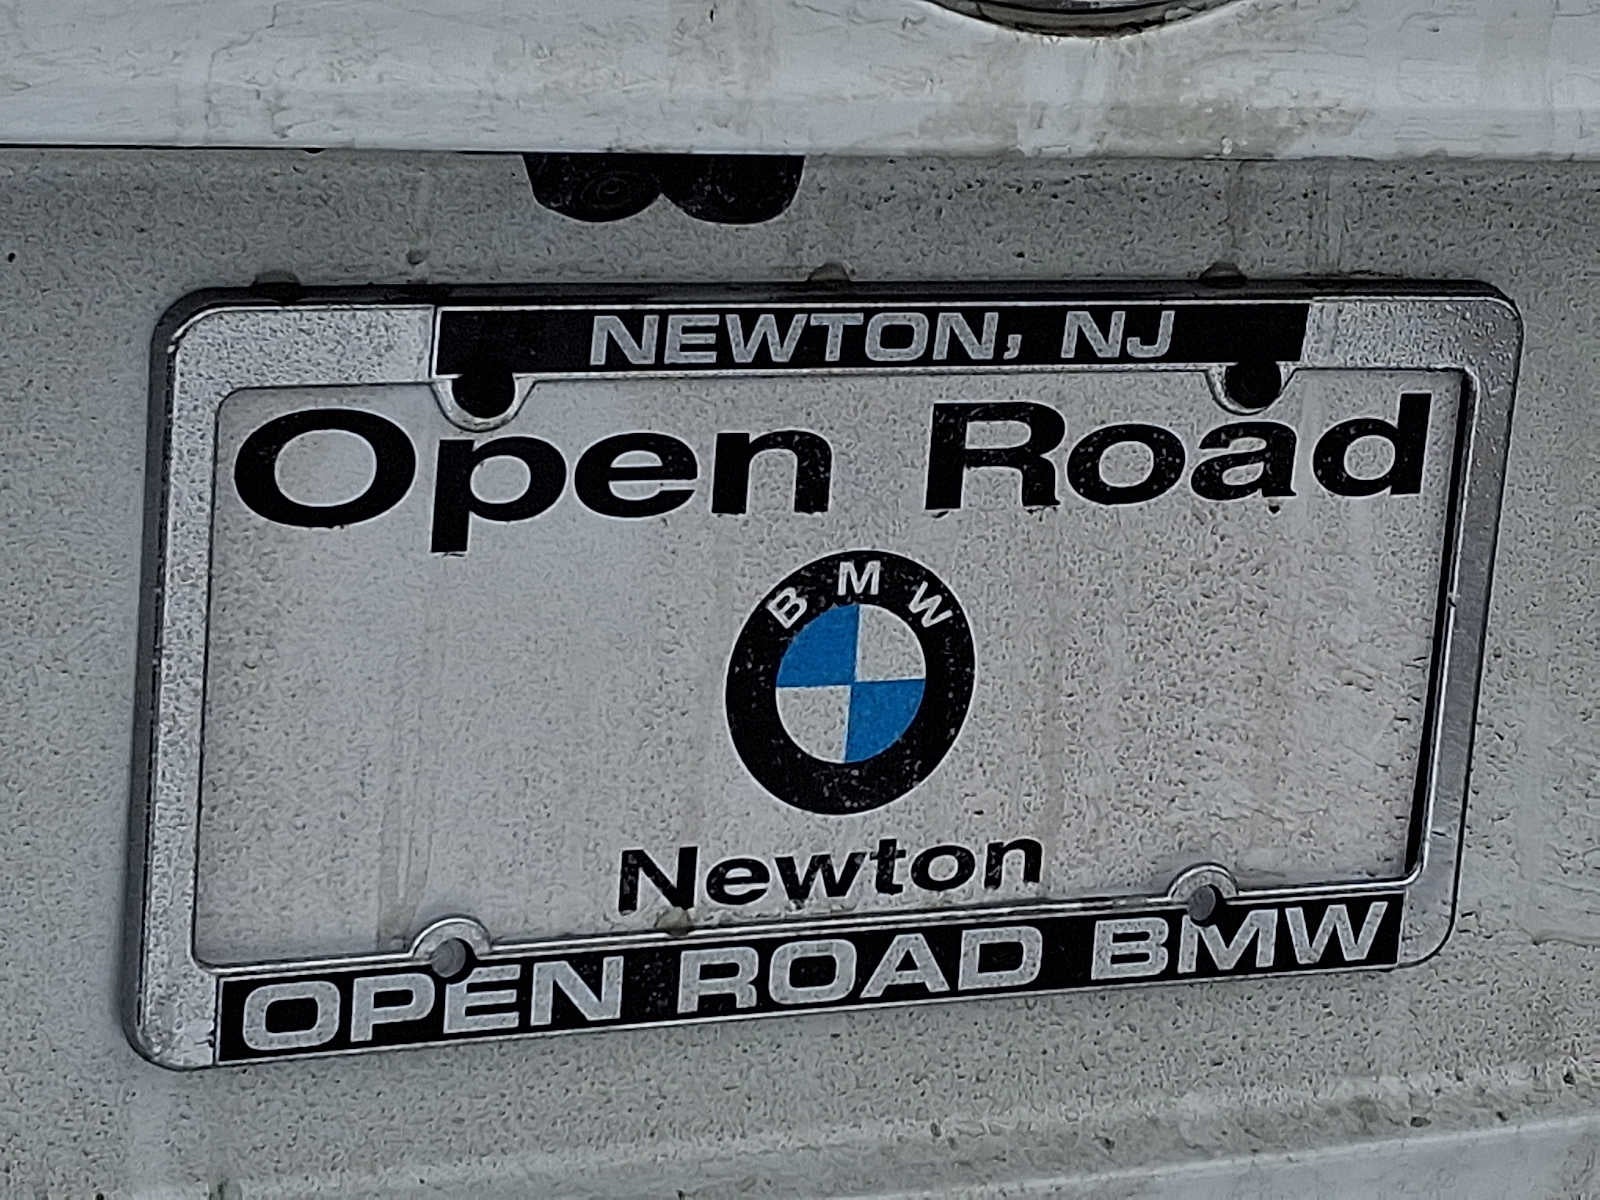 NEWTON, NJ
Open Road
BMW
Newton
OPEN ROAD BMW